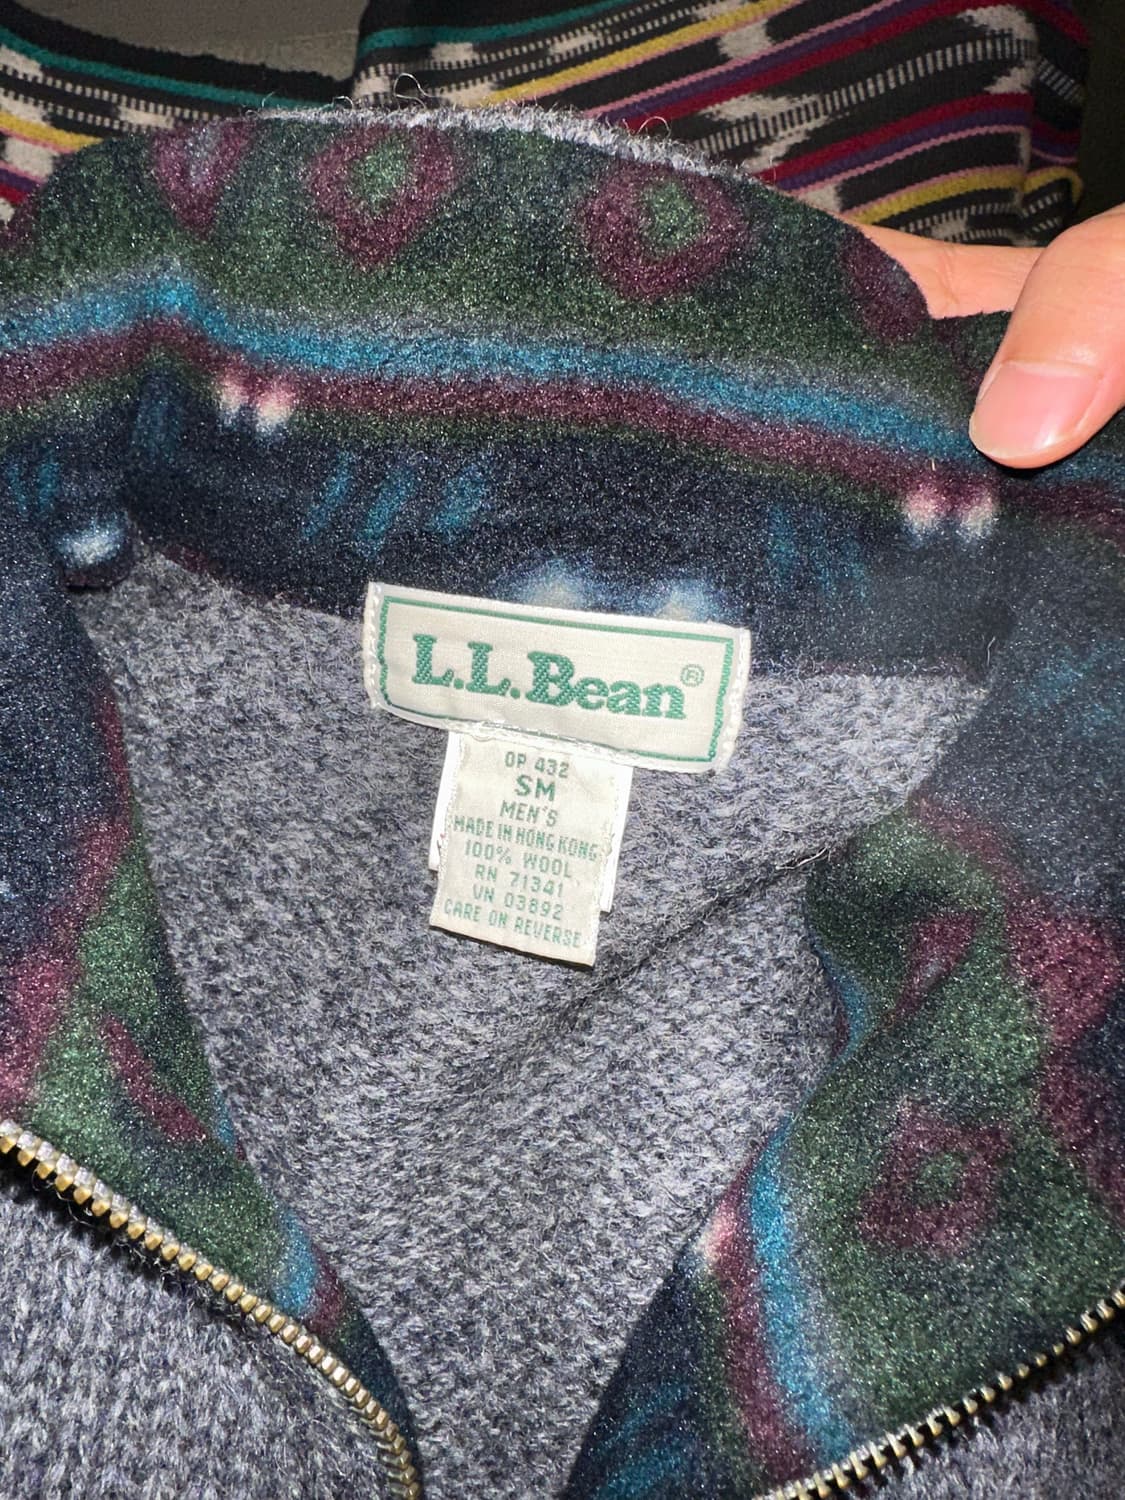 L.L.Bean®
OP 432
SM
MEN'S
MADE IN HONG KONG
100% WOOL
RN 71341
VN 03892
CARE ON REVERSE